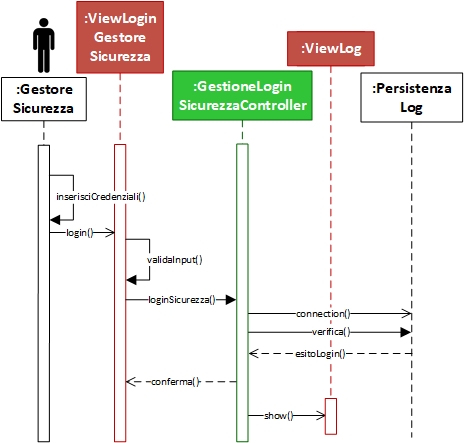 :ViewLogin
Gestore
Sicurezza
:ViewLog
:Gestore
Sicurezza
:GestioneLogin
SicurezzaController
:Persistenza
Log
inserisciCredenziali()
login()
validaInput()
loginSicurezza()
connection()
verifica()
esitoLogin()
conferma()
show()